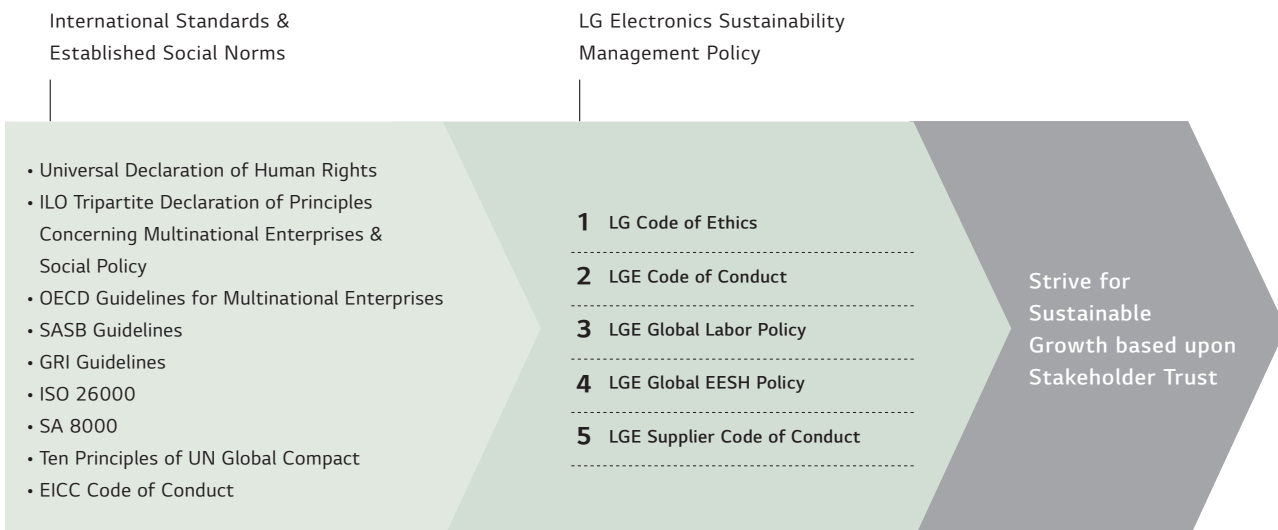 International Standards &
Established Social Norms
• Universal Declaration of Human Rights
• ILO Tripartite Declaration of Principles
Concerning Multinational Enterprises &
Social Policy
• OECD Guidelines for Multinational Enterprises
• SASB Guidelines
• GRI Guidelines
• ISO 26000
• SA 8000
• Ten Principles of UN Global Compact
• EICC Code of Conduct
LG Electronics Sustainability
Management Policy
1 LG Code of Ethics
2 LGE Code of Conduct
3 LGE Global Labor Policy
4 LGE Global EESH Policy
5 LGE Supplier Code of Conduct
Strive for
Sustainable
Growth based upon
Stakeholder Trust